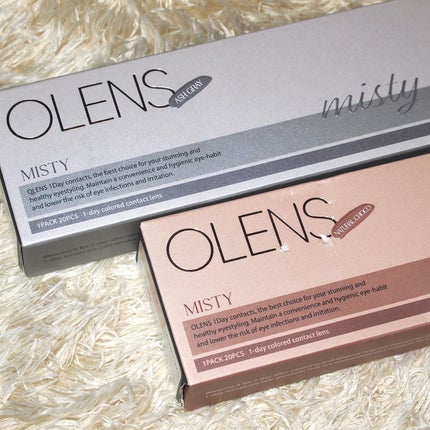 OLENS
ASH GRAY
misty
MISTY
OLENS 1Day contacts, the best choice for your stunning and
healthy eyestyling. Maintain a convenience and hygienic eye-habit
and lower the risk of eye infections and irritation.
1PACK 20PCS 1-day colored contact lens
OLENS
NATURAL CHOCO
MISTY
OLENS 1Day contacts, the best choice for your stunning and
healthy eyestyling. Maintain a convenience and hygienic eye-habit
and lower the risk of eye infections and irritation.
1PACK 20PCS 1-day colored contact lens